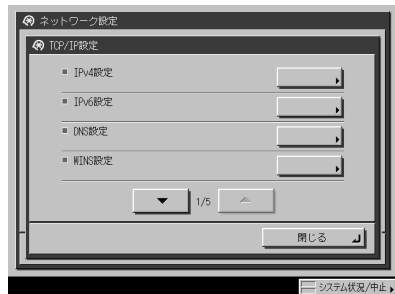 ネットワーク設定
TCP/IP設定
IPv4設定
IPv6設定
DNS設定
WINS設定
1/5
閉じる
システム状況/中止